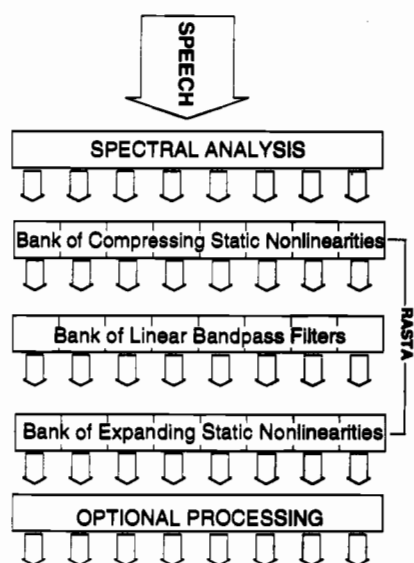 SPEECH
SPECTRAL ANALYSIS
Bank of Compressing Static Nonlinearities
RASTA
Bank of Linear Bandpass Filters
Bank of Expanding Static Nonlinearities
OPTIONAL PROCESSING